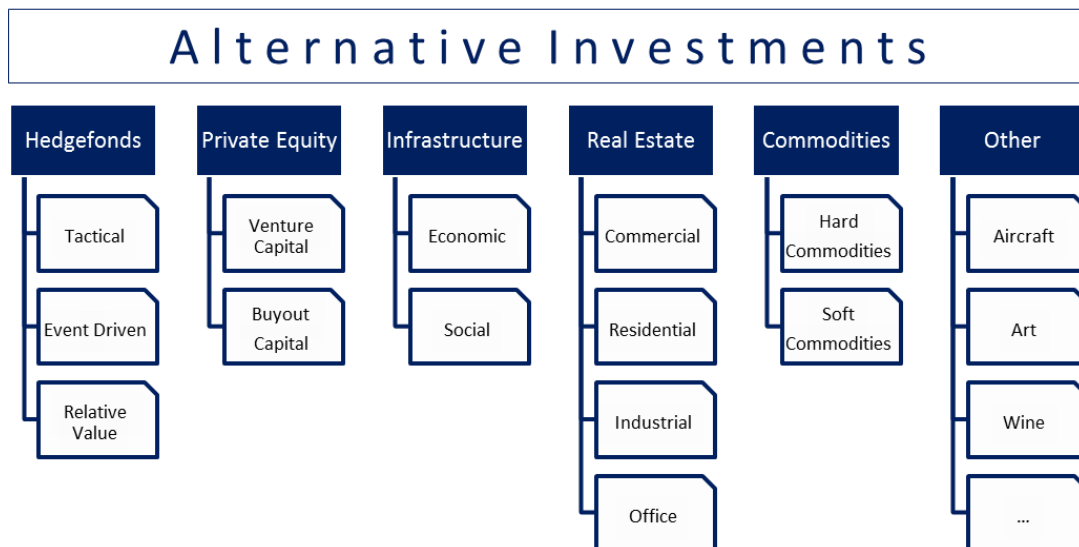 Alternative Investments
Hedgefonds
Tactical
Event Driven
Relative
Value
Private Equity
Venture
Capital
Buyout
Capital
Infrastructure
Economic
Social
Real Estate
Commercial
Residential
Industrial
Office
Commodities
Hard
Commodities
Soft
Commodities
Other
Aircraft
Art
Wine
...